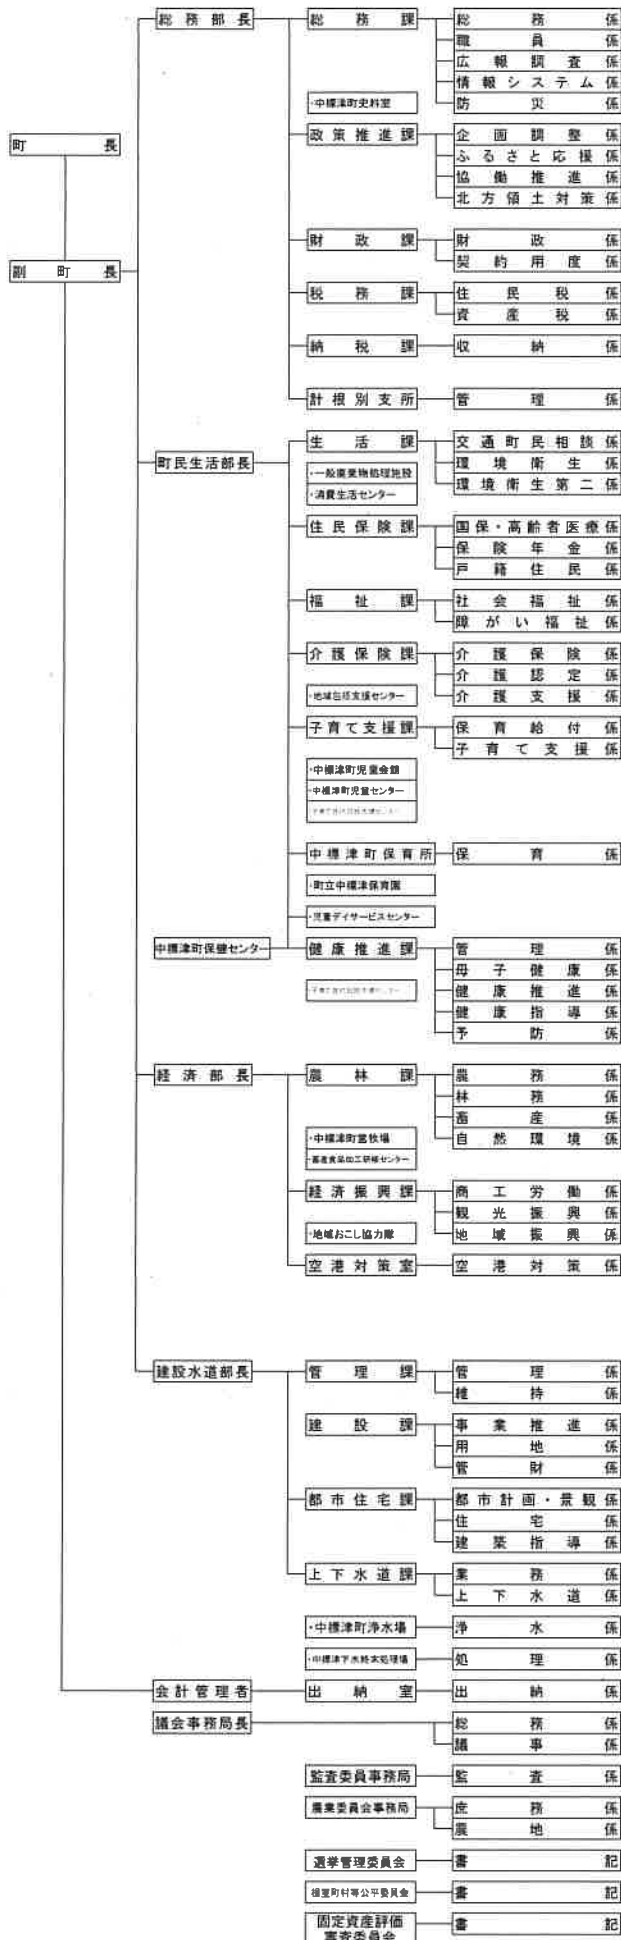 総務部長 総務課 総務係
職員係
広報調査係
情報システム係
・中標津町史料室 防災係
町長 政策推進課 企画調整係
ふるさと応援係
協働推進係
北方領土対策係
財政課 財政係
副町長 契約用度係
税務課 住民税係
資産税係
納税課 収納係
計根別支所 管理係
町民生活部長 生活課 交通町民相談係
・一般廃棄物処理施設 環境衛生係
・消費生活センター 環境衛生第二係
住民保険課 国保・高齢者医療係
保険年金係
戸籍住民係
福祉課 社会福祉係
障がい福祉係
介護保険課 介護保険係
介護認定係
・地域包括支援センター 介護支援係
子育て支援課 保育給付係
子育て支援係
・中標津町児童会館
・中標津町児童センター
中標津町保育所 保育係
・町立中標津保育園
・児童デイサービスセンター
中標津町保健センター 健康推進課 管理係
母子健康係
健康推進係
健康指導係
予防係
経済部長 農林課 農務係
林務係
畜産係
・中標津町営牧場 自然環境係
・畜産食品加工研修センター
経済振興課 商工労働係
観光振興係
・地域おこし協力隊 地域振興係
空港対策室 空港対策係
建設水道部長 管理課 管理係
維持係
建設課 事業推進係
用地係
管財係
都市住宅課 都市計画・景観係
住宅係
建築指導係
上下水道課 業務係
上下水道係
・中標津町浄水場 浄水係
・中標津下水終末処理場 処理係
会計管理者 出納室 出納係
議会事務局長 総務係
議事係
監査委員事務局 監査係
農業委員会事務局 庶務係
農地係
選挙管理委員会 書記
根室町村等公平委員会 書記
固定資産評価 書記
審査委員会